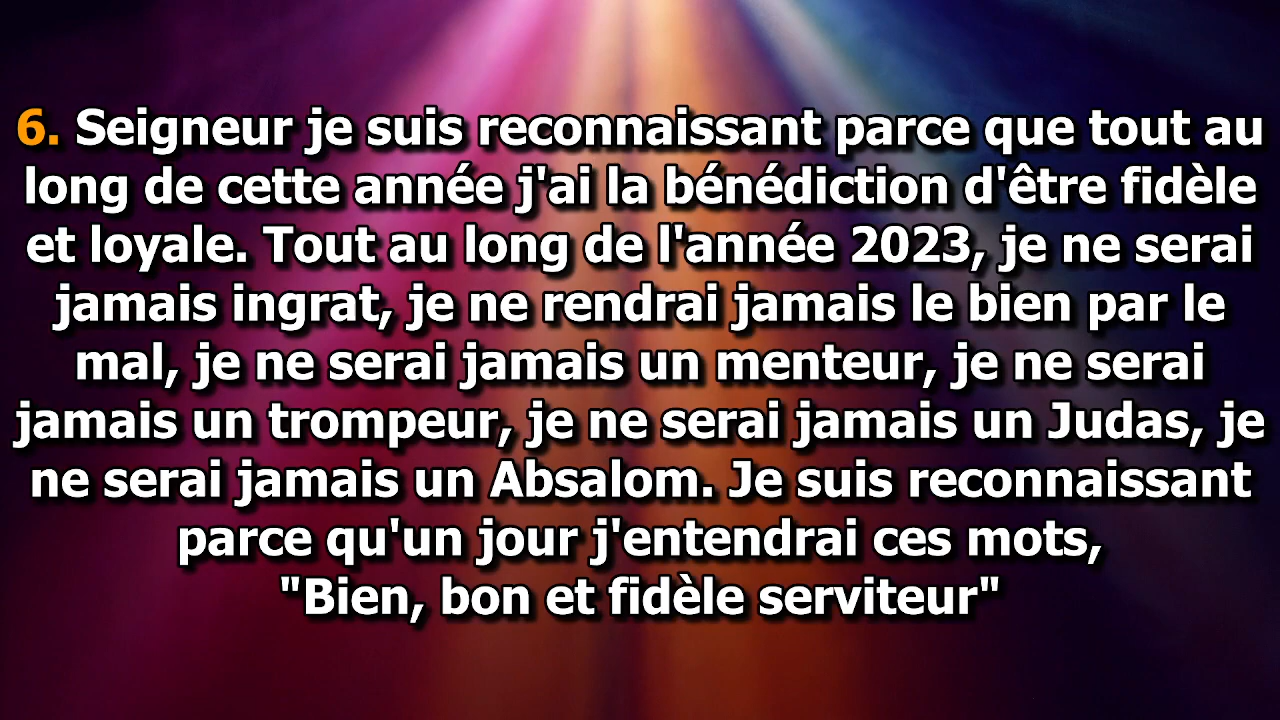 6. Seigneur je suis reconnaissant parce que tout au
long de cette année j'ai la bénédiction d'être fidèle
et loyale. Tout au long de l'année 2023, je ne serai
jamais ingrat, je ne rendrai jamais le bien par le
mal, je ne serai jamais un menteur, je ne serai
jamais un trompeur, je ne serai jamais un Judas, je
ne serai jamais un Absalom. Je suis reconnaissant
parce qu'un jour j'entendrai ces mots,
"Bien, bon et fidèle serviteur"